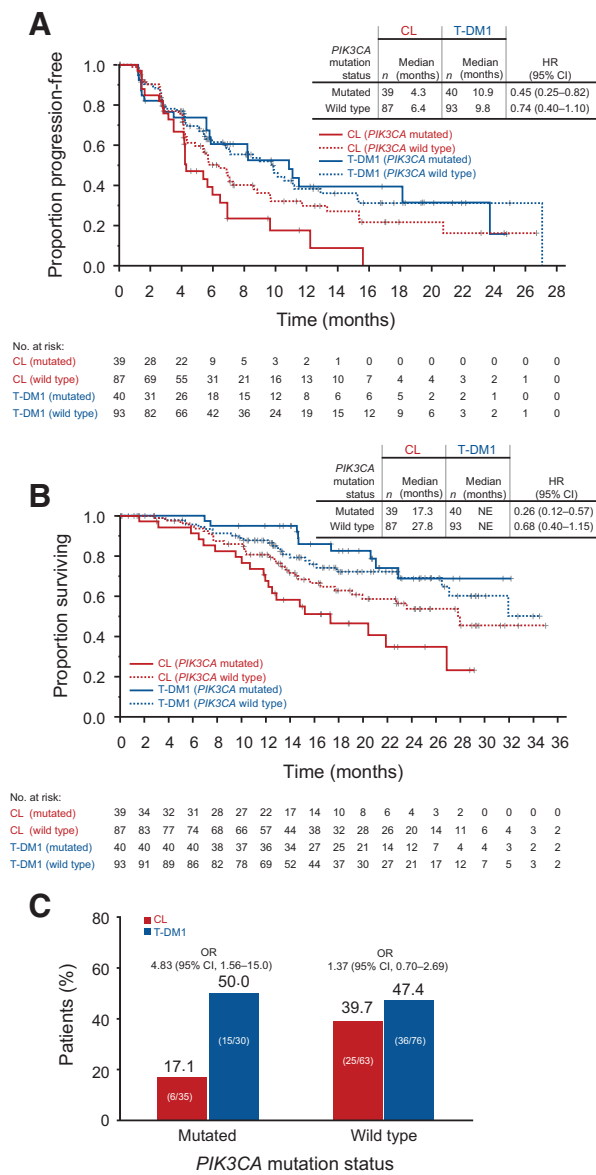 A
CL T-DM1
PIK3CA
mutation Median Median HR
status n (months) n (months) (95% CI)
Mutated 39 4.3 40 10.9 0.45 (0.25–0.82)
Wild type 87 6.4 93 9.8 0.74 (0.40–1.10)
CL (PIK3CA mutated)
CL (PIK3CA wild type)
T-DM1 (PIK3CA mutated)
T-DM1 (PIK3CA wild type)
Proportion progression-free
1.0
0.8
0.6
0.4
0.2
0.0
0 2 4 6 8 10 12 14 16 18 20 22 24 26 28
Time (months)
No. at risk:
CL (mutated) 39 28 22 9 5 3 2 1 0 0 0 0 0 0 0
CL (wild type) 87 69 55 31 21 16 13 10 7 4 4 3 2 1 0
T-DM1 (mutated) 40 31 26 18 15 12 8 6 6 5 2 2 1 0 0
T-DM1 (wild type) 93 82 66 42 36 24 19 15 12 9 6 3 2 1 0
B
CL T-DM1
PIK3CA
mutation Median Median HR
status n (months) n (months) (95% CI)
Mutated 39 17.3 40 NE 0.26 (0.12–0.57)
Wild type 87 27.8 93 NE 0.68 (0.40–1.15)
Proportion surviving
1.0
0.8
0.6
0.4
0.2
0.0
CL (PIK3CA mutated)
CL (PIK3CA wild type)
T-DM1 (PIK3CA mutated)
T-DM1 (PIK3CA wild type)
0 2 4 6 8 10 12 14 16 18 20 22 24 26 28 30 32 34 36
Time (months)
No. at risk:
CL (mutated) 39 34 32 31 28 27 22 17 14 10 8 6 4 3 2 0 0 0 0
CL (wild type) 87 83 77 74 68 66 57 44 38 32 28 26 20 14 11 6 4 3 2
T-DM1 (mutated) 40 40 40 40 38 37 36 34 27 25 21 14 12 7 4 4 3 2 2
T-DM1 (wild type) 93 91 89 86 82 78 69 52 44 37 30 27 21 17 12 7 5 3 2
C
CL
T-DM1
Patients (%)
80
60
40
20
0
OR
4.83 (95% CI, 1.56–15.0)
17.1
(6/35)
50.0
(15/30)
OR
1.37 (95% CI, 0.70–2.69)
39.7
(25/63)
47.4
(36/76)
Mutated Wild type
PIK3CA mutation status